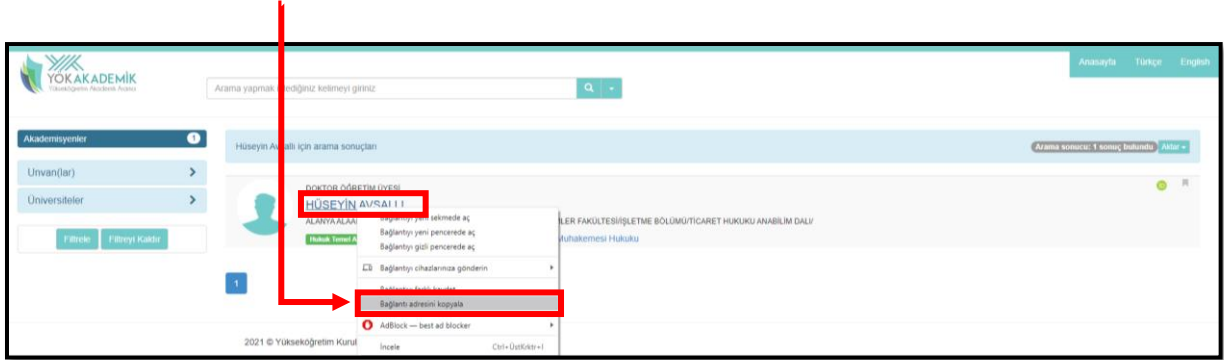 YÖKAKADEMİK
Yükseköğretim Akademik Arama
Anasayfa Türkçe English
Arama yapmak istediğiniz kelimeyi giriniz
Akademisyenler 1
Unvan(lar)
Üniversiteler
Filtrele Filtreyi Kaldır
Hüseyin Avsallı için arama sonuçları
Arama sonucu: 1 sonuç bulundu Aktar
DOKTOR ÖĞRETİM ÜYESİ
HÜSEYİN AVSALLI
ALANYA ALAA LER FAKÜLTESİ/İŞLETME BÖLÜMÜ/TİCARET HUKUKU ANABİLİM DALI/
Hukuk Temel A Muhakemesi Hukuku
Bağlantıyı yeni sekmede aç
Bağlantıyı yeni pencerede aç
Bağlantıyı gizli pencerede aç
Bağlantıyı cihazlarınıza gönderin
Bağlantıyı farklı kaydet
Bağlantı adresini kopyala
AdBlock — best ad blocker
İncele Ctrl+ÜstKrktr+I
1
2021 © Yükseköğretim Kurul